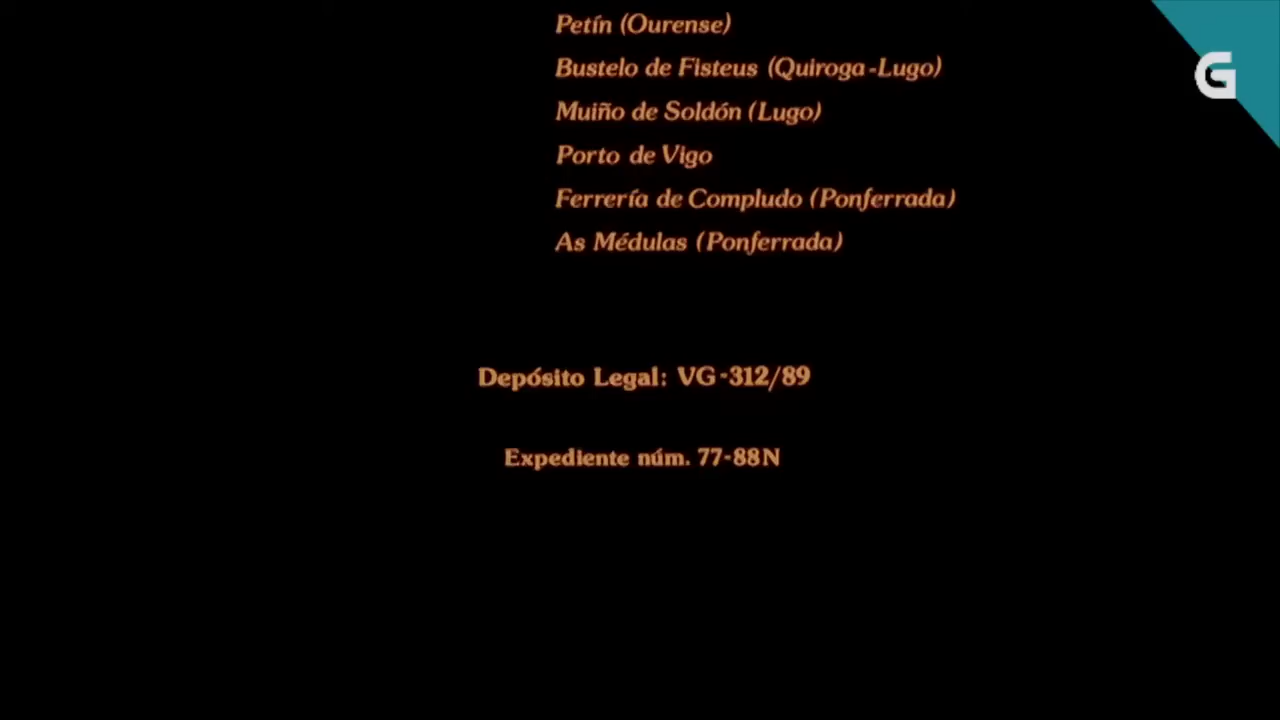 Petín (Ourense)
Bustelo de Fisteus (Quiroga-Lugo)
Muiño de Soldón (Lugo)
Porto de Vigo
Ferrería de Compludo (Ponferrada)
As Médulas (Ponferrada)
Depósito Legal: VG-312/89
Expediente núm. 77-88N
G